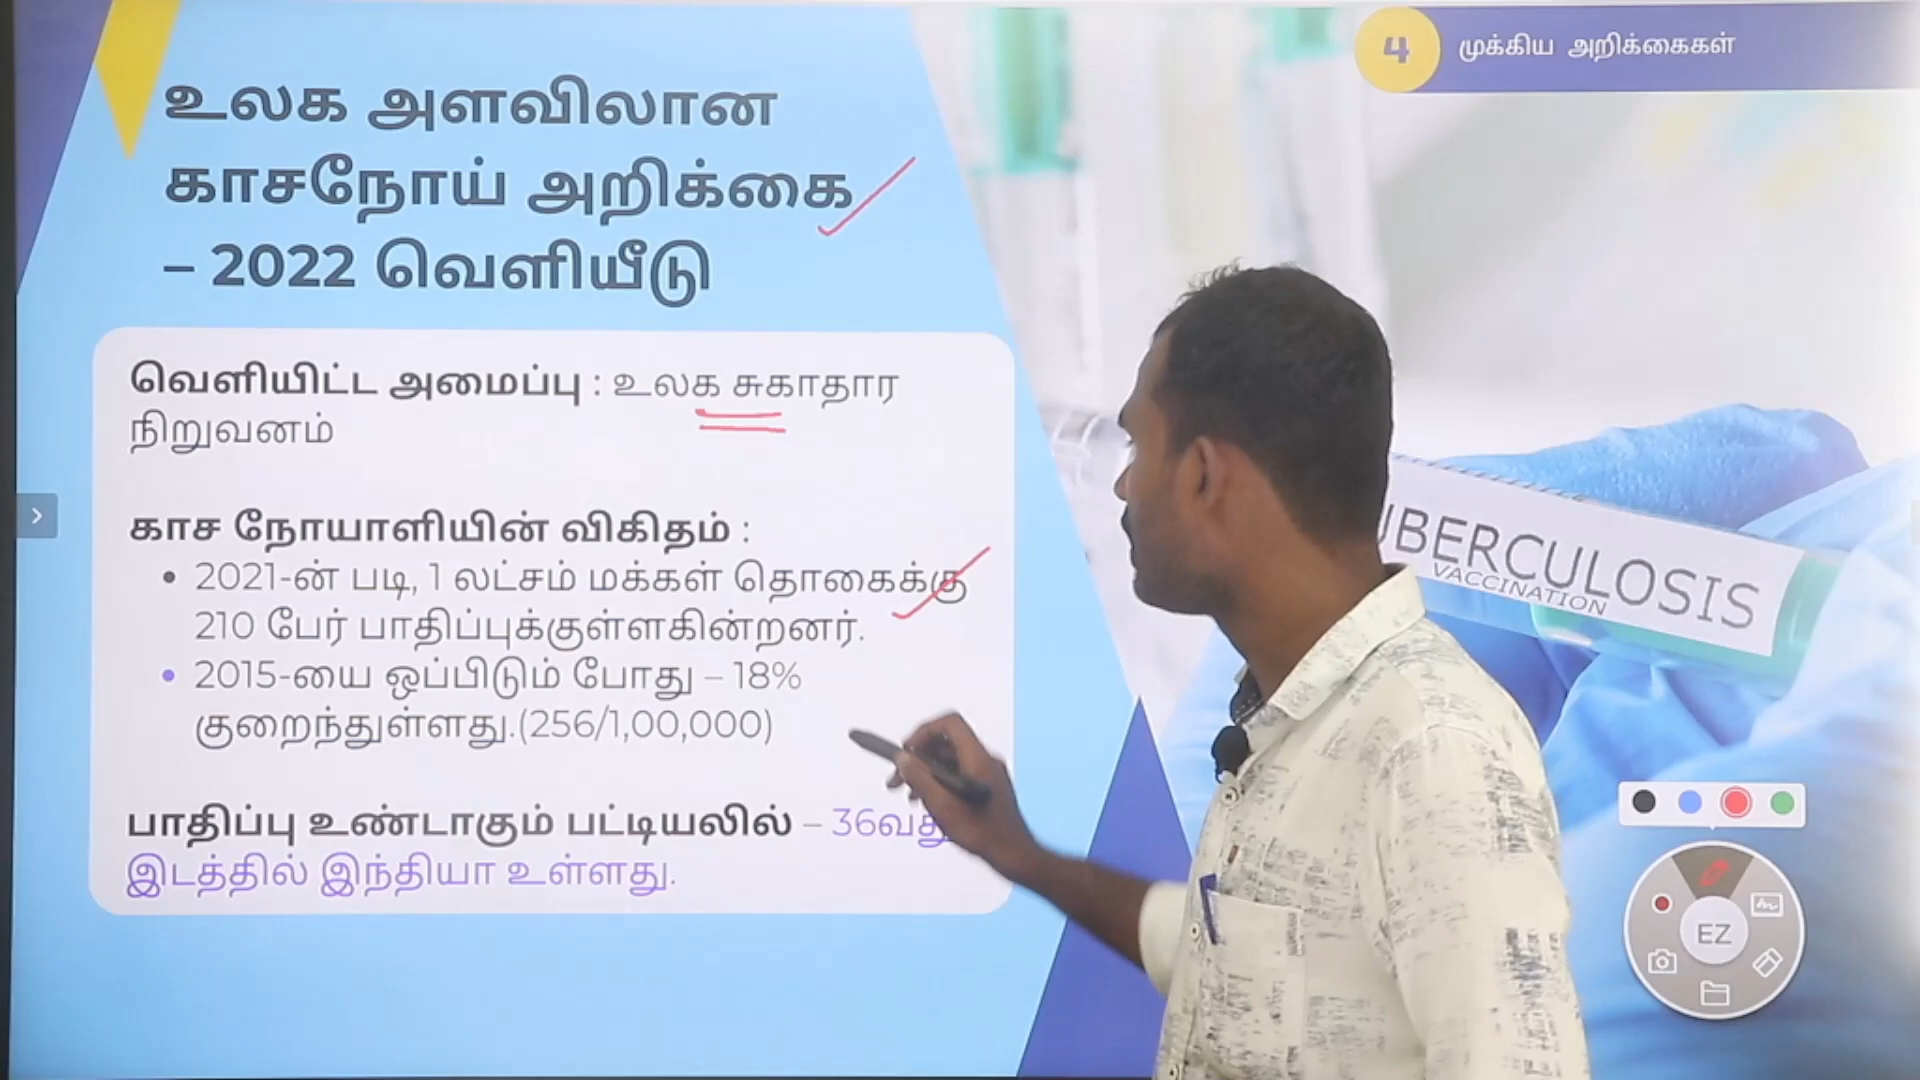 4 முக்கிய அறிக்கைகள்
உலக அளவிலான
காசநோய் அறிக்கை
– 2022 வெளியீடு
வெளியிட்ட அமைப்பு : உலக சுகாதார
நிறுவனம்
காச நோயாளியின் விகிதம் :
• 2021-ன் படி, 1 லட்சம் மக்கள் தொகைக்கு
210 பேர் பாதிப்புக்குள்ளகின்றனர்.
• 2015-யை ஒப்பிடும் போது – 18%
குறைந்துள்ளது.(256/1,00,000)
பாதிப்பு உண்டாகும் பட்டியலில் – 36வது
இடத்தில் இந்தியா உள்ளது.
UBERCULOSIS
VACCINATION
EZ